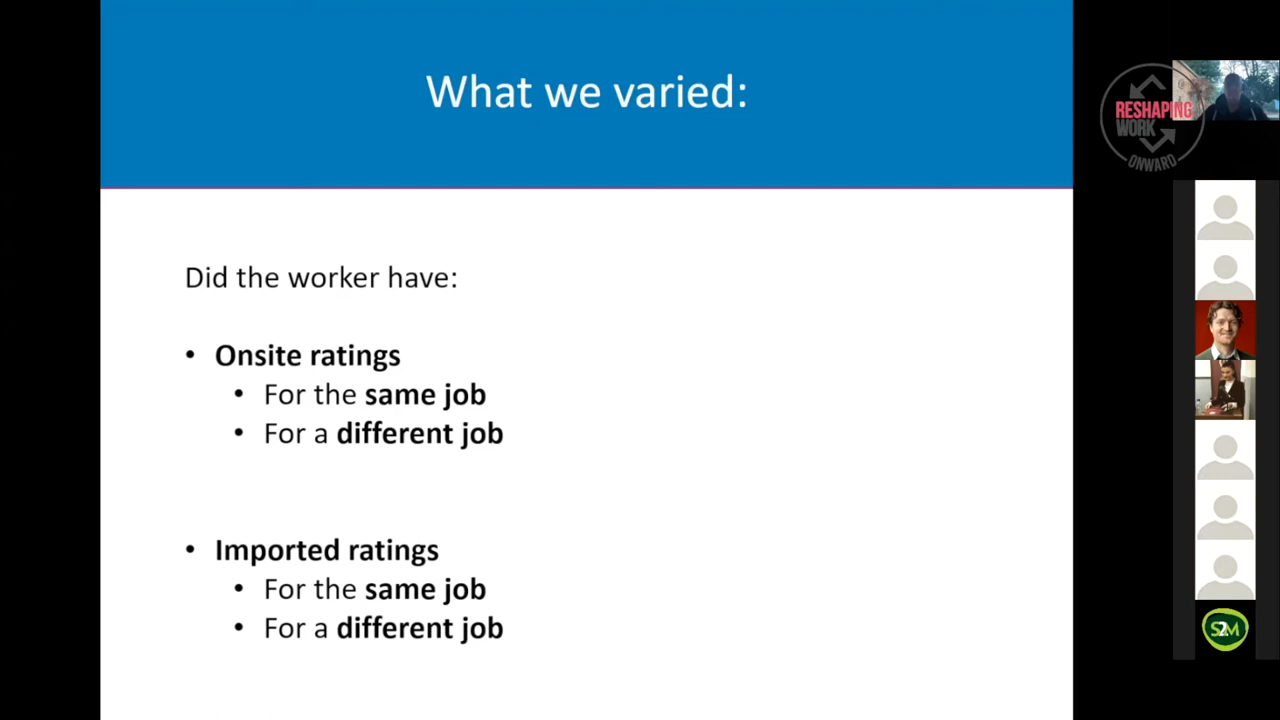 What we varied:
Did the worker have:
• Onsite ratings
• For the same job
• For a different job
• Imported ratings
• For the same job
• For a different job
RESHAPING
WORK
ONWARD
S2M